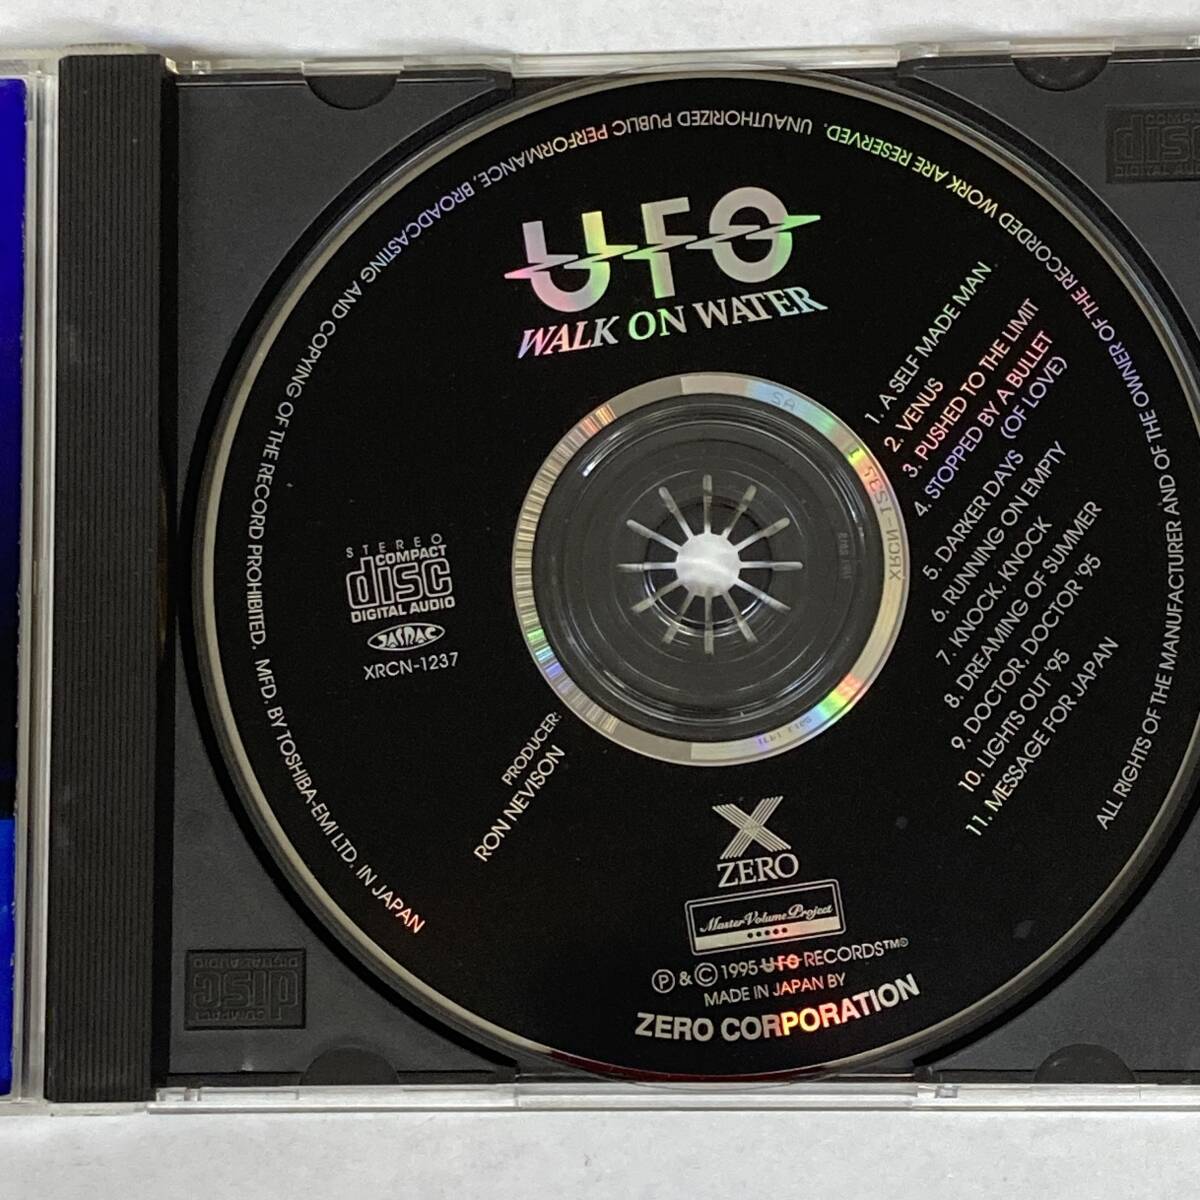 UFO
WALK ON WATER
1. A SELF MADE MAN
2. VENUS
3. PUSHED TO THE LIMIT
4. STOPPED BY A BULLET
(OF LOVE)
5. DARKER DAYS
6. RUNNING ON EMPTY
7. KNOCK, KNOCK
8. DREAMING OF SUMMER
9. DOCTOR, DOCTOR '95
10. LIGHTS OUT '95
11. MESSAGE FOR JAPAN
STEREO
COMPACT
disc
DIGITAL AUDIO
JASRAC
XRCN-1237
PRODUCER:
RON NEVISON
X
ZERO
Master Volume Project
Ⓟ & © 1995 UFO RECORDS™®
MADE IN JAPAN BY
ZERO CORPORATION
ALL RIGHTS OF THE MANUFACTURER AND OF THE OWNER OF THE RECORDED WORK ARE RESERVED. UNAUTHORIZED PUBLIC PERFORMANCE, BROADCASTING AND COPYING OF THE RECORD PROHIBITED. MFD. BY TOSHIBA-EMI LTD. IN JAPAN
COMPACT
disc
DIGITAL AUDIO
COMPACT
disc
DIGITAL AUDIO